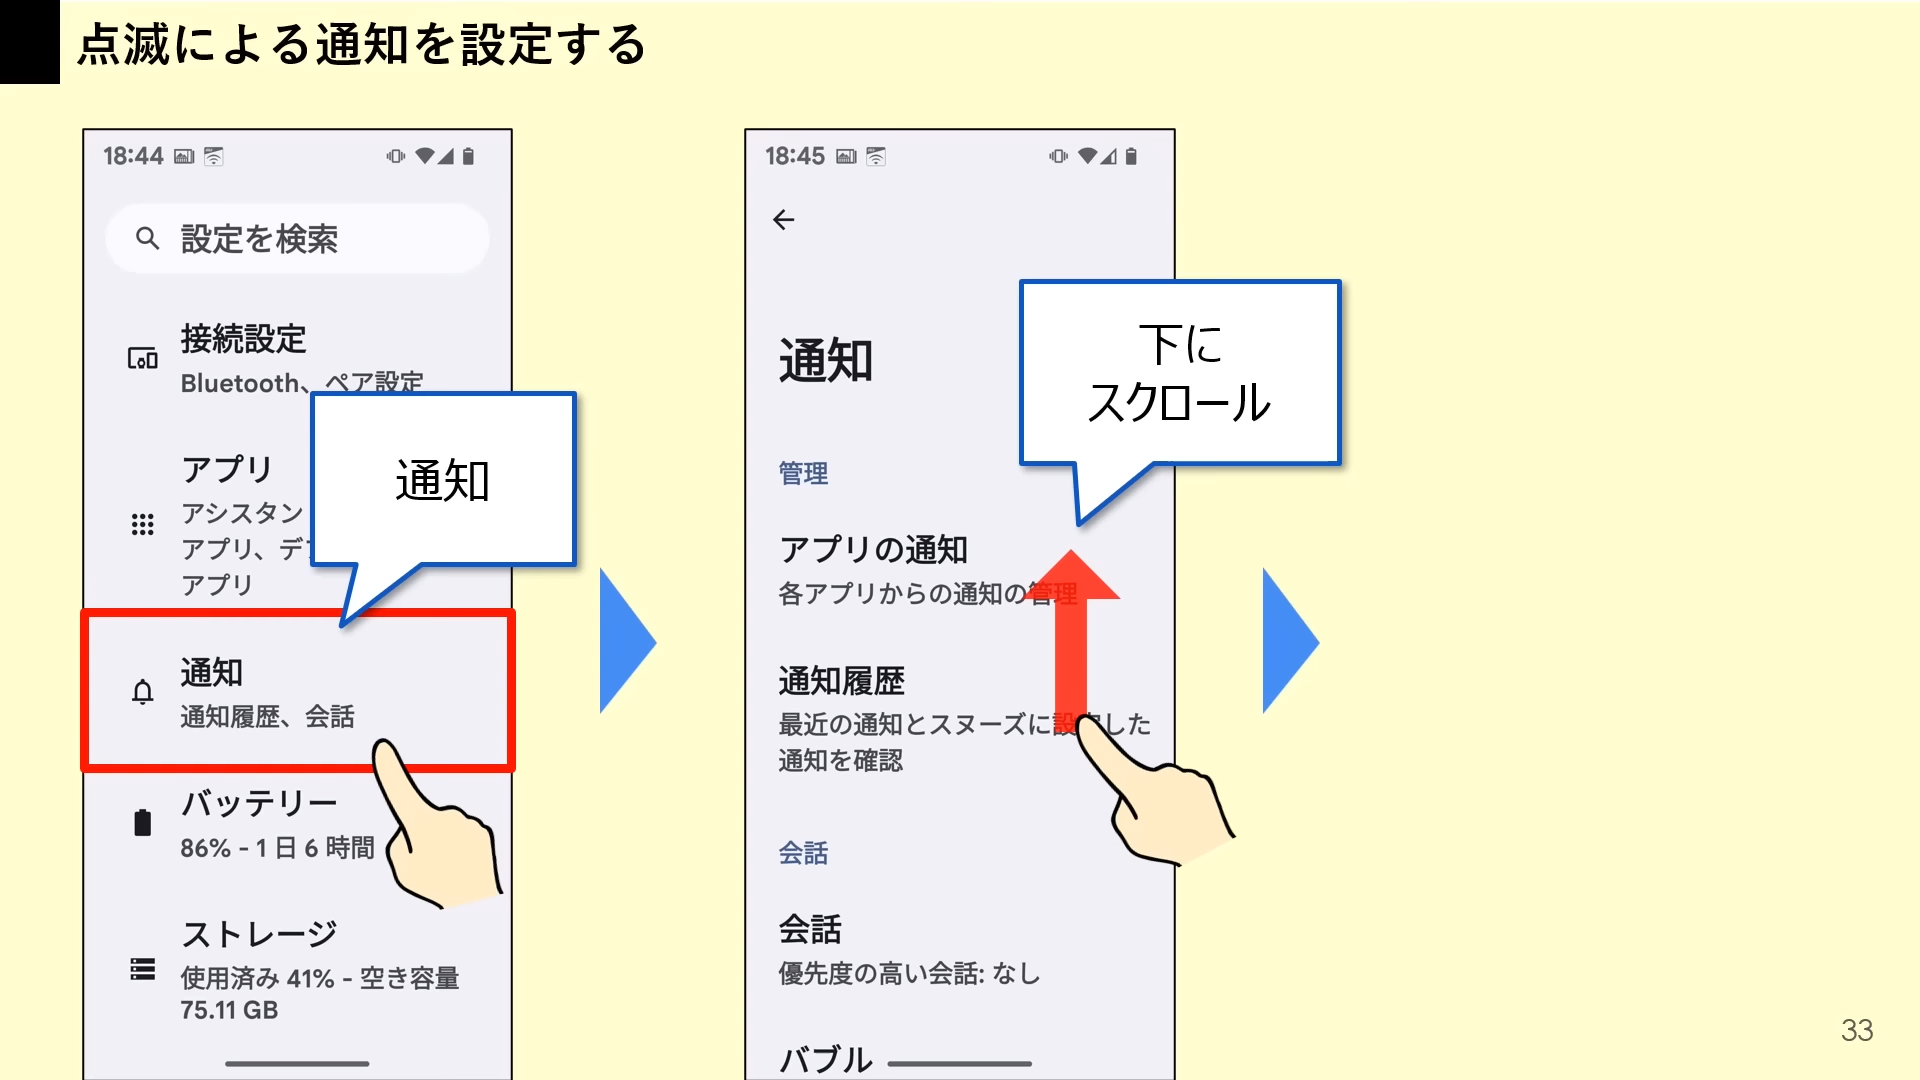 点滅による通知を設定する
18:44
設定を検索
接続設定
Bluetooth、ペア設定
アプリ
アシスタン
アプリ、デ
アプリ
通知
通知
通知履歴、会話
バッテリー
86% - 1 日 6 時間
ストレージ
使用済み 41% - 空き容量
75.11 GB
18:45
通知
下に
スクロール
管理
アプリの通知
各アプリからの通知の管理
通知履歴
最近の通知とスヌーズに設定した
通知を確認
会話
会話
優先度の高い会話: なし
バブル
33